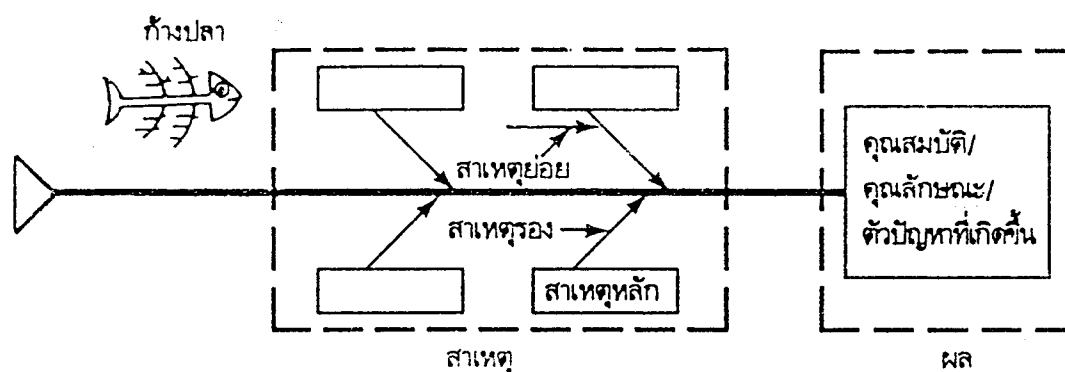 ก้างปลา
สาเหตุย่อย
สาเหตุรอง
สาเหตุหลัก
สาเหตุ
คุณสมบัติ/
คุณลักษณะ/
ตัวปัญหาที่เกิดขึ้น
ผล